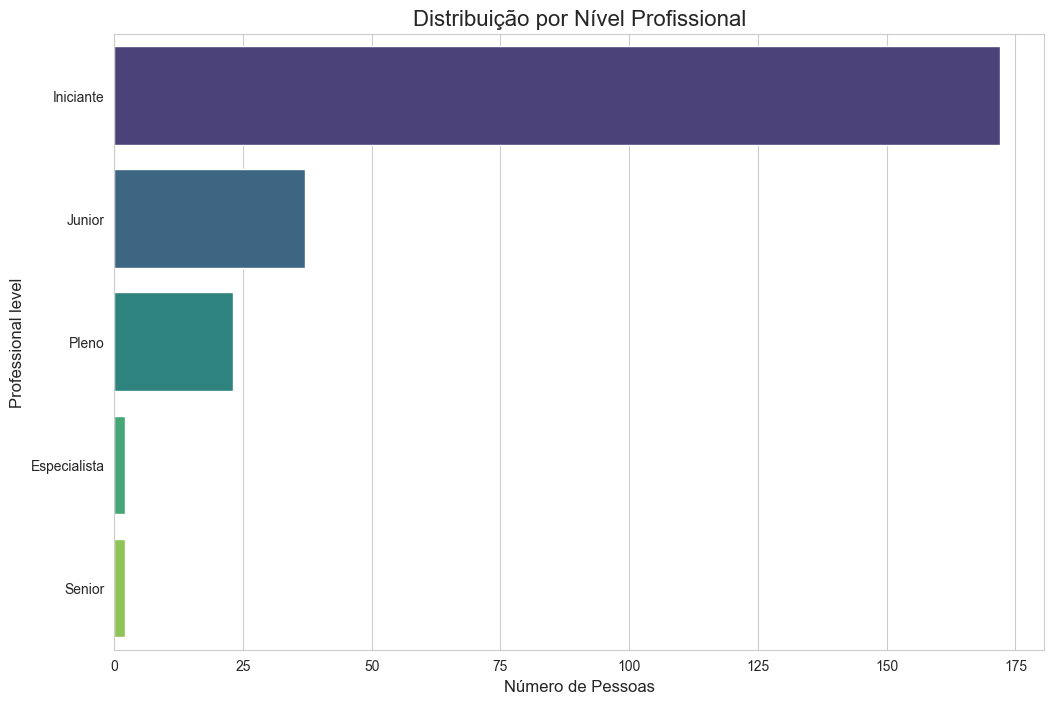 Distribuição por Nível Profissional
Professional level
Iniciante
Junior
Pleno
Especialista
Senior
0 25 50 75 100 125 150 175
Número de Pessoas